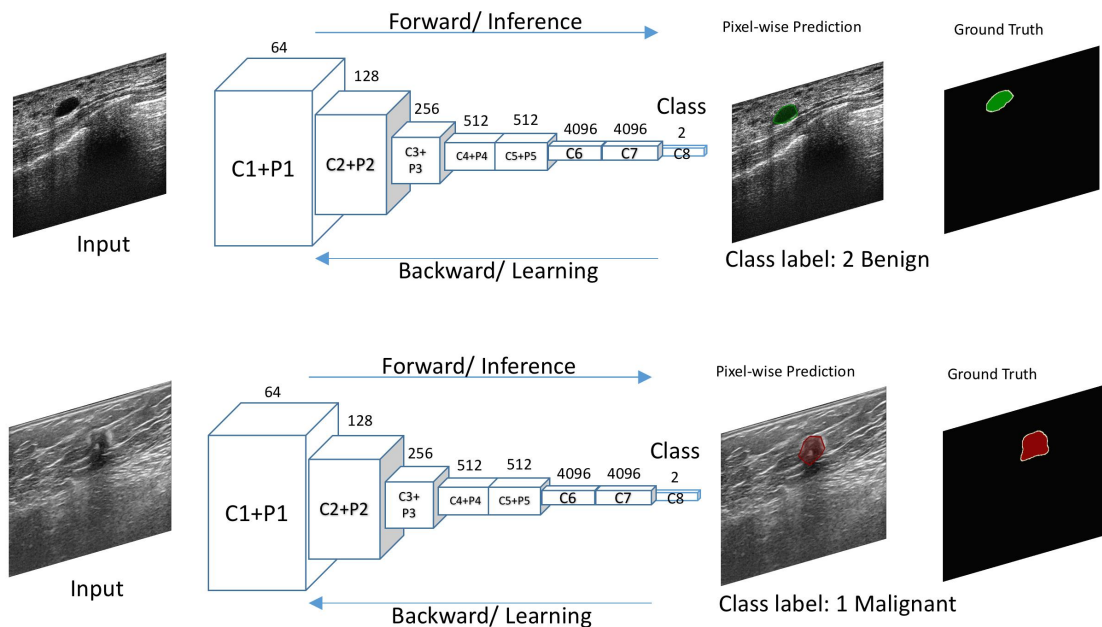 Forward/ Inference
Pixel-wise Prediction
Ground Truth
64
128
256
512
512
4096
4096
Class
2
C1+P1
C2+P2
C3+
P3
C4+P4
C5+P5
C6
C7
C8
Input
Backward/ Learning
Class label: 2 Benign
Forward/ Inference
Pixel-wise Prediction
Ground Truth
64
128
256
512
512
4096
4096
Class
2
C1+P1
C2+P2
C3+
P3
C4+P4
C5+P5
C6
C7
C8
Input
Backward/ Learning
Class label: 1 Malignant